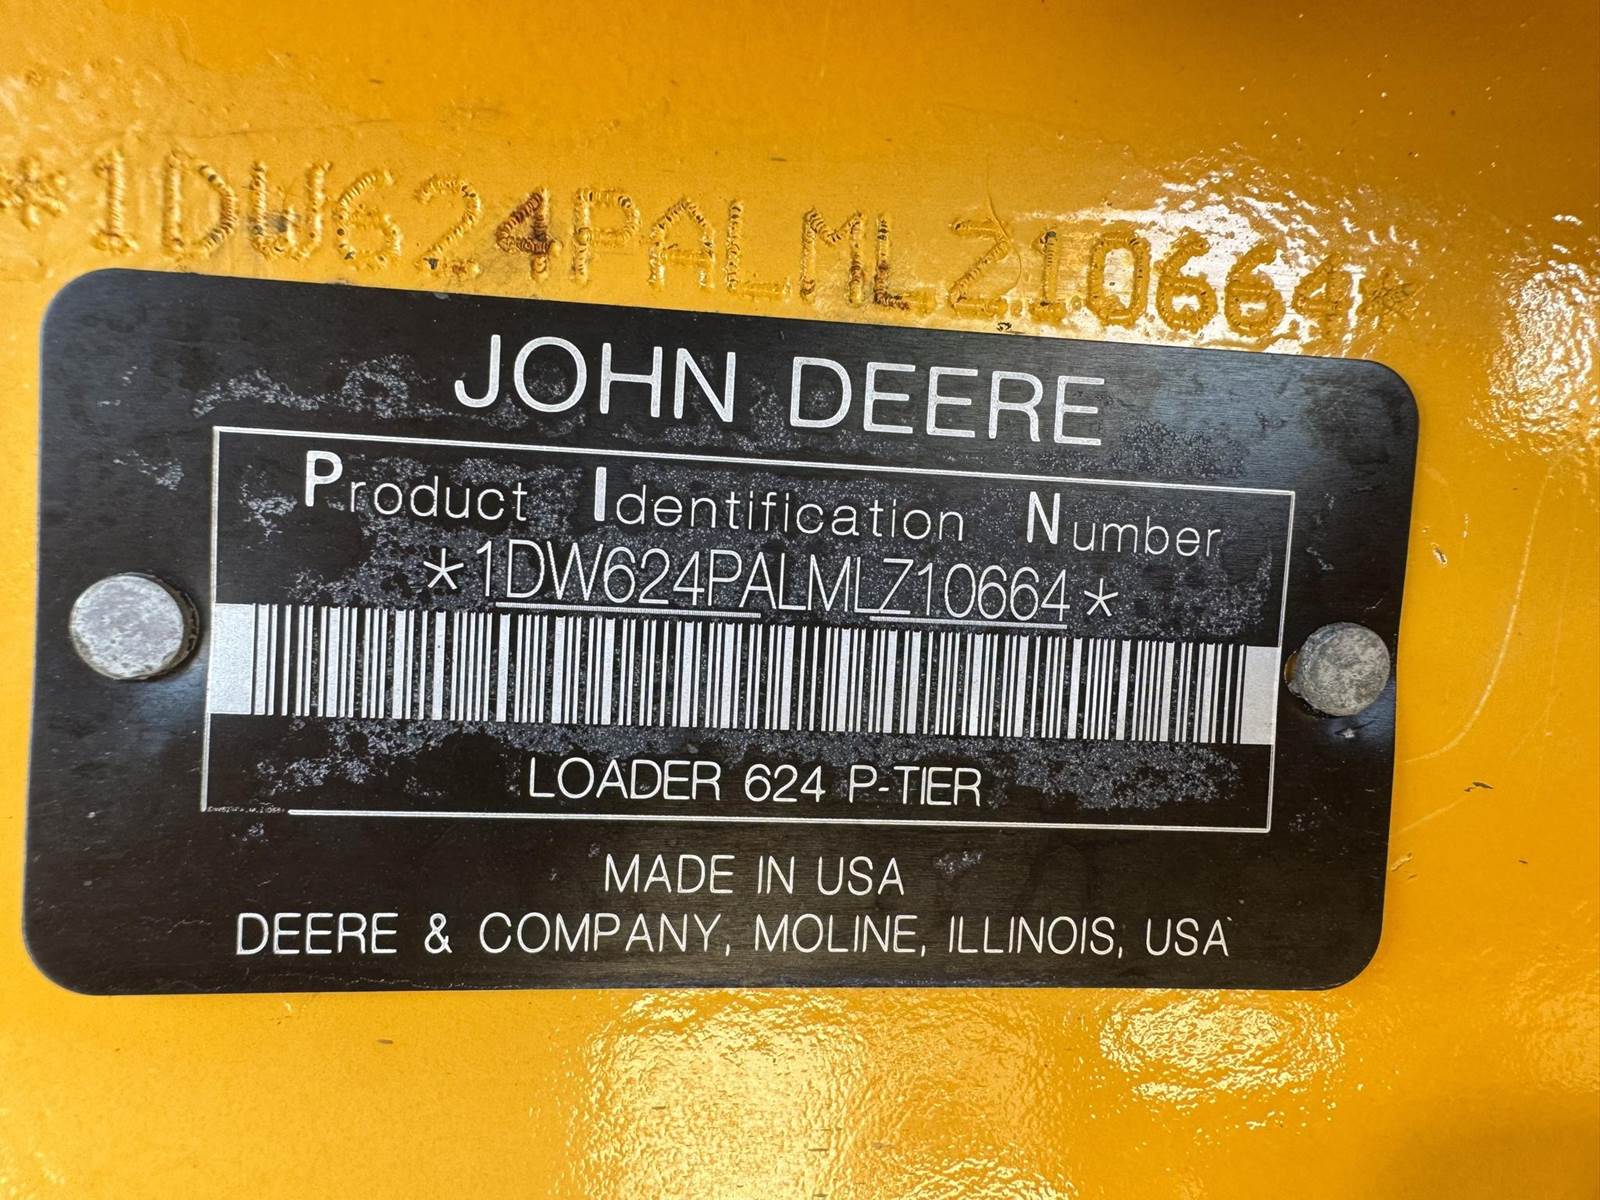 *1DW624PALMLZ10664*
JOHN DEERE
Product Identification Number
*1DW624PALMLZ10664*
LOADER 624 P-TIER
MADE IN USA
DEERE & COMPANY, MOLINE, ILLINOIS, USA